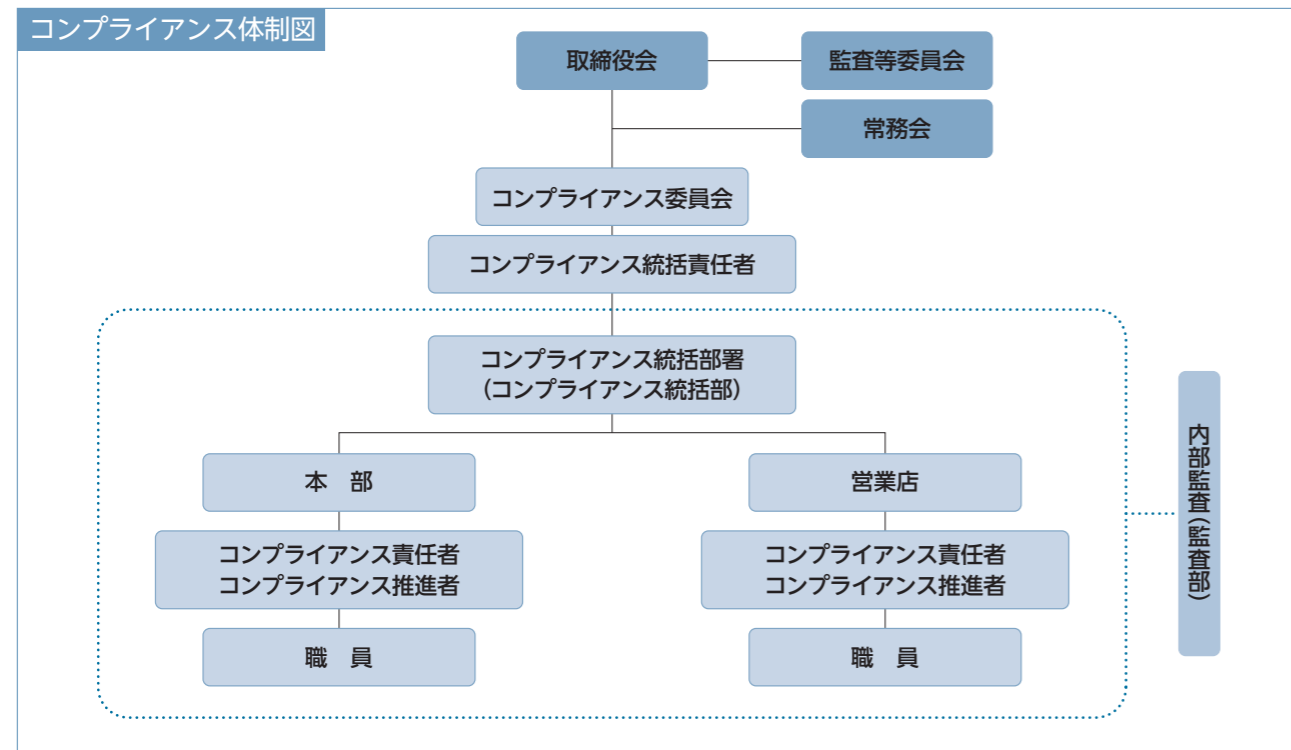 コンプライアンス体制図
取締役会
監査等委員会
常務会
コンプライアンス委員会
コンプライアンス統括責任者
コンプライアンス統括部署
(コンプライアンス統括部)
本　部
営業店
コンプライアンス責任者
コンプライアンス推進者
コンプライアンス責任者
コンプライアンス推進者
職　員
職　員
内部監査(監査部)